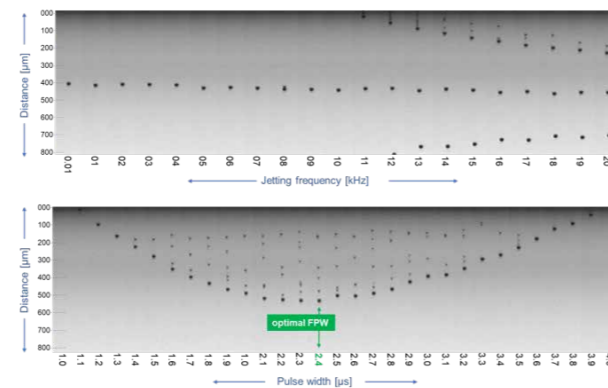 000
100
200
300
400
500
600
700
800
Distance [µm]
0.01 01 02 03 04 05 06 07 08 09 10 11 12 13 14 15 16 17 18 19 20
Jetting frequency [kHz]
000
100
200
300
400
500
600
700
800
Distance [µm]
optimal FPW
1.0 1.1 1.2 1.3 1.4 1.5 1.6 1.7 1.8 1.9 1.0 2.1 2.2 2.3 2.4 2.5 2.6 2.7 2.8 2.9 3.0 3.1 3.2 3.3 3.4 3.5 3.6 3.7 3.8 3.9
Pulse width [µs]